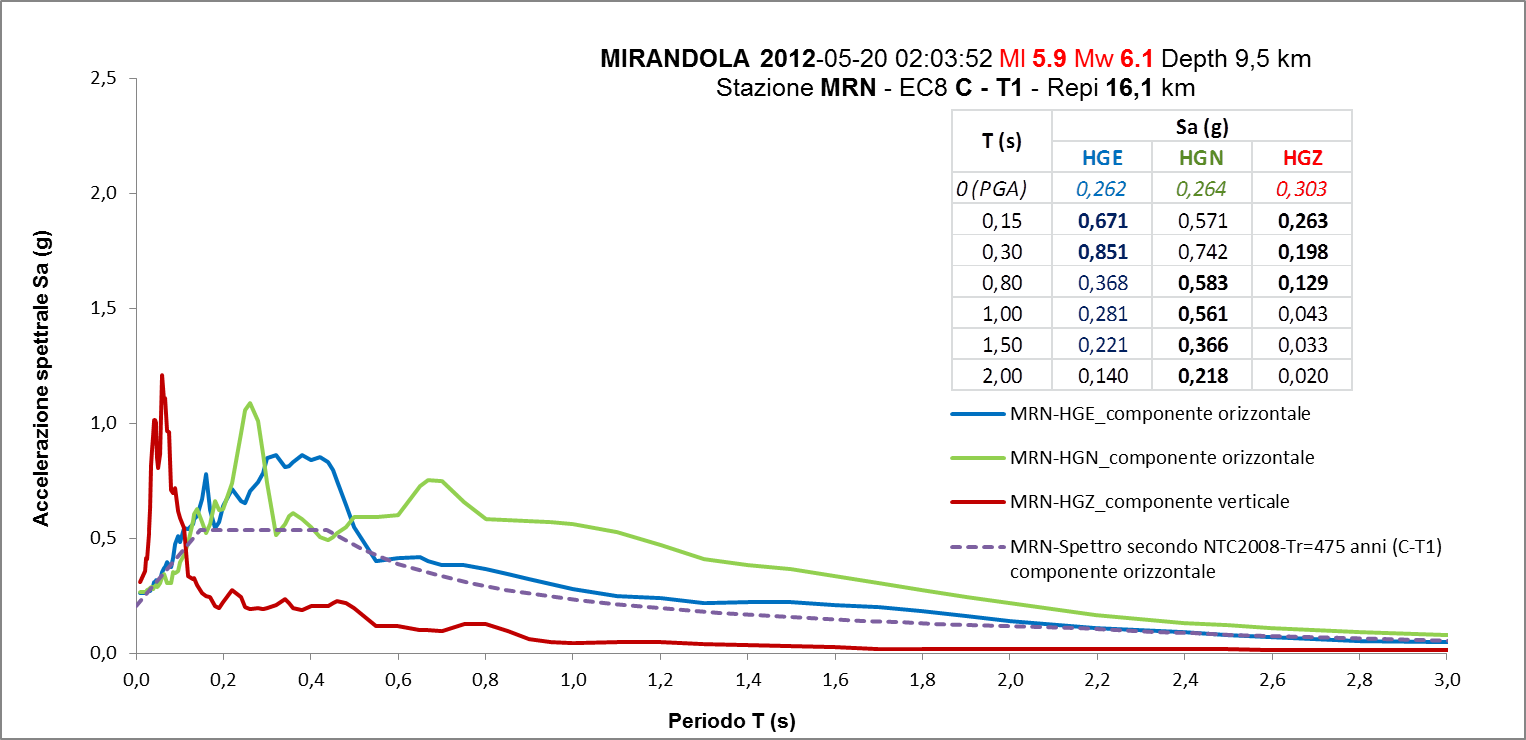 MIRANDOLA 2012-05-20 02:03:52 Ml 5.9 Mw 6.1 Depth 9,5 km
Stazione MRN - EC8 C - T1 - Repi 16,1 km
T (s) Sa (g)
HGE HGN HGZ
0 (PGA) 0,262 0,264 0,303
0,15 0,671 0,571 0,263
0,30 0,851 0,742 0,198
0,80 0,368 0,583 0,129
1,00 0,281 0,561 0,043
1,50 0,221 0,366 0,033
2,00 0,140 0,218 0,020
MRN-HGE_componente orizzontale
MRN-HGN_componente orizzontale
MRN-HGZ_componente verticale
MRN-Spettro secondo NTC2008-Tr=475 anni (C-T1)
componente orizzontale
Accelerazione spettrale Sa (g)
2,5
2,0
1,5
1,0
0,5
0,0
0,0 0,2 0,4 0,6 0,8 1,0 1,2 1,4 1,6 1,8 2,0 2,2 2,4 2,6 2,8 3,0
Periodo T (s)